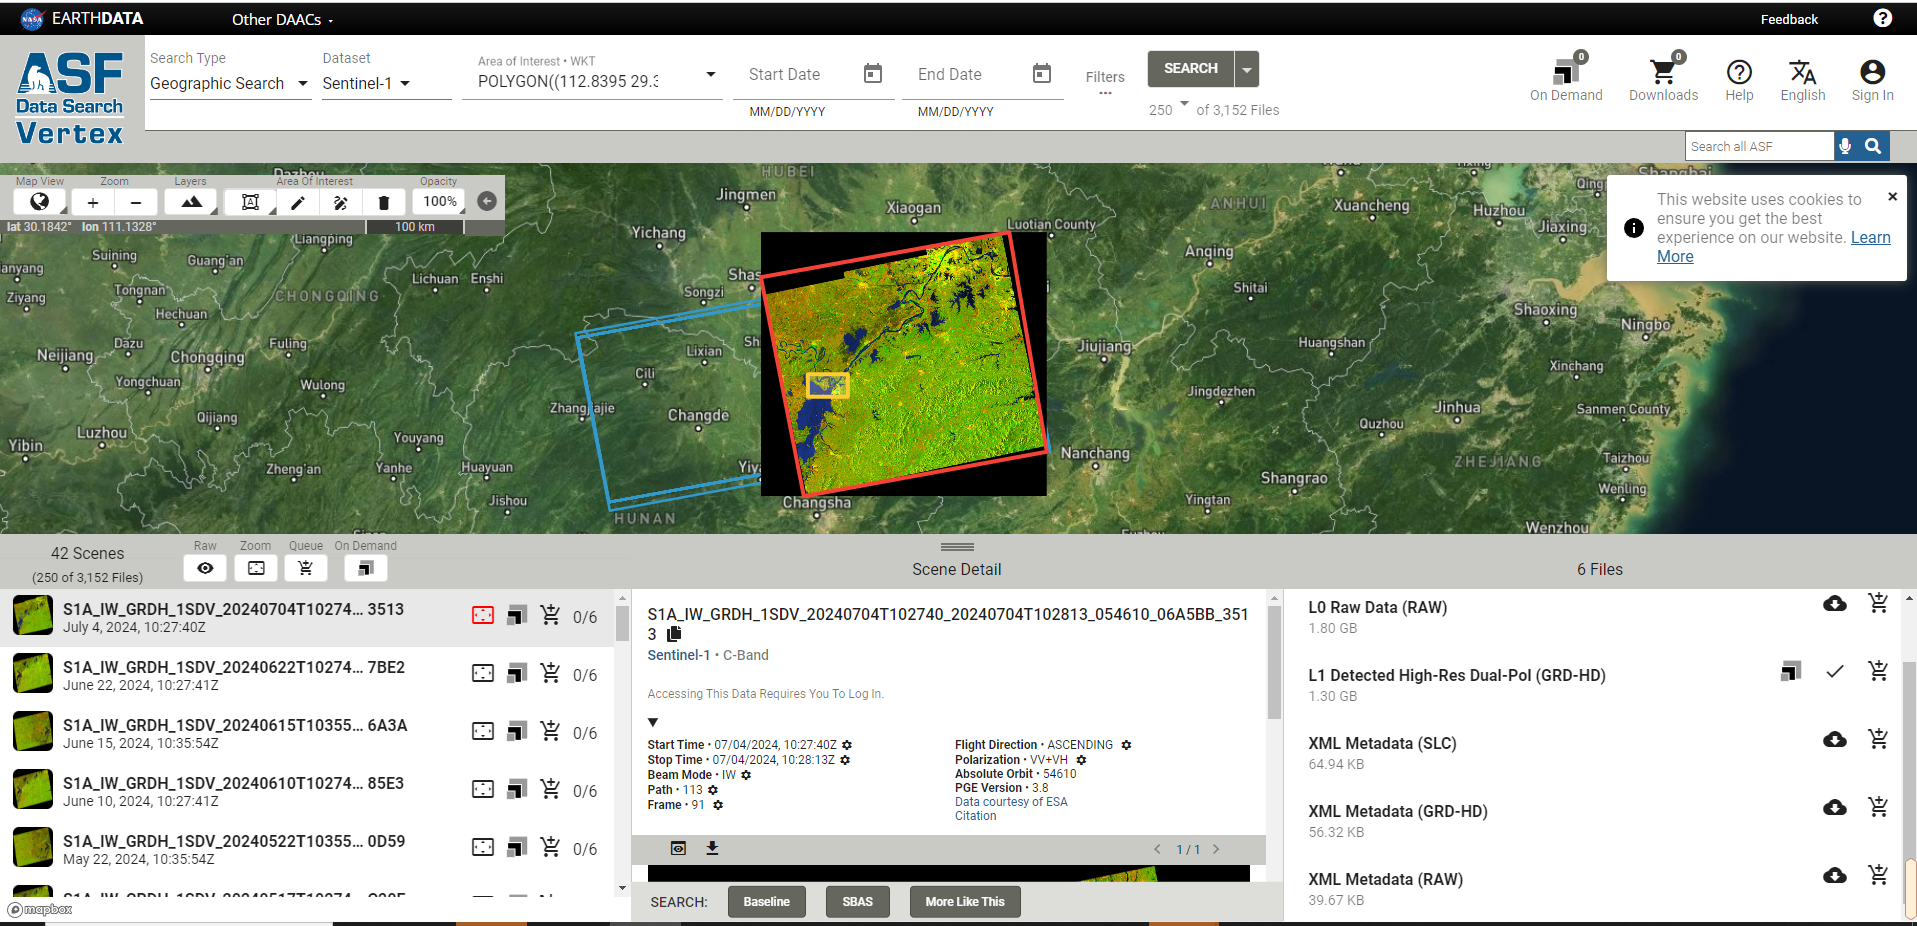 NASA EARTHDATA
Other DAACs
Feedback
ASF
Data Search
Vertex
Search Type
Geographic Search
Dataset
Sentinel-1
Area of Interest • WKT
POLYGON((112.8395 29.3
Start Date
MM/DD/YYYY
End Date
MM/DD/YYYY
Filters
SEARCH
250 of 3,152 Files
0
On Demand
0
Downloads
Help
English
Sign In
Search all ASF
Map View
Zoom
Layers
Area Of Interest
Opacity
100%
lat 30.1842° lon 111.1328°
100 km
This website uses cookies to
ensure you get the best
experience on our website. Learn
More
Dazhou
HUBEI
Jingmen
Xiaogan
Luotian County
ANHUI
Xuancheng
Huzhou
Jiaxing
Liangping
Yichang
Suining
Guang'an
Lichuan
Enshi
Anqing
Tongnan
CHONGQING
Songzi
Shitai
Ziyang
Hechuan
Shaoxing
Ningbo
Neijiang
Dazu
Chongqing
Fuling
Lixian
Jiujiang
Huangshan
Yongchuan
Wulong
Cili
Xinchang
Zhangjiajie
Changde
Jingdezhen
Jinhua
Sanmen County
Qijiang
Luzhou
Youyang
Quzhou
Yibin
Zheng'an
Yanhe
Huayuan
Nanchang
ZHEJIANG
Taizhou
Jishou
Changsha
Shangrao
Yingtan
Wenling
HUNAN
Wenzhou
42 Scenes
(250 of 3,152 Files)
Raw
Zoom
Queue
On Demand
Scene Detail
6 Files
S1A_IW_GRDH_1SDV_20240704T10274... 3513
July 4, 2024, 10:27:40Z
0/6
S1A_IW_GRDH_1SDV_20240622T10274... 7BE2
June 22, 2024, 10:27:41Z
0/6
S1A_IW_GRDH_1SDV_20240615T10355... 6A3A
June 15, 2024, 10:35:54Z
0/6
S1A_IW_GRDH_1SDV_20240610T10274... 85E3
June 10, 2024, 10:27:41Z
0/6
S1A_IW_GRDH_1SDV_20240522T10355... 0D59
May 22, 2024, 10:35:54Z
0/6
mapbox
S1A_IW_GRDH_1SDV_20240704T102740_20240704T102813_054610_06A5BB_351
3
Sentinel-1 • C-Band
Accessing This Data Requires You To Log In.
Start Time • 07/04/2024, 10:27:40Z
Stop Time • 07/04/2024, 10:28:13Z
Beam Mode • IW
Path • 113
Frame • 91
Flight Direction • ASCENDING
Polarization • VV+VH
Absolute Orbit • 54610
PGE Version • 3.8
Data courtesy of ESA
Citation
1 / 1
SEARCH:
Baseline
SBAS
More Like This
L0 Raw Data (RAW)
1.80 GB
L1 Detected High-Res Dual-Pol (GRD-HD)
1.30 GB
XML Metadata (SLC)
64.94 KB
XML Metadata (GRD-HD)
56.32 KB
XML Metadata (RAW)
39.67 KB